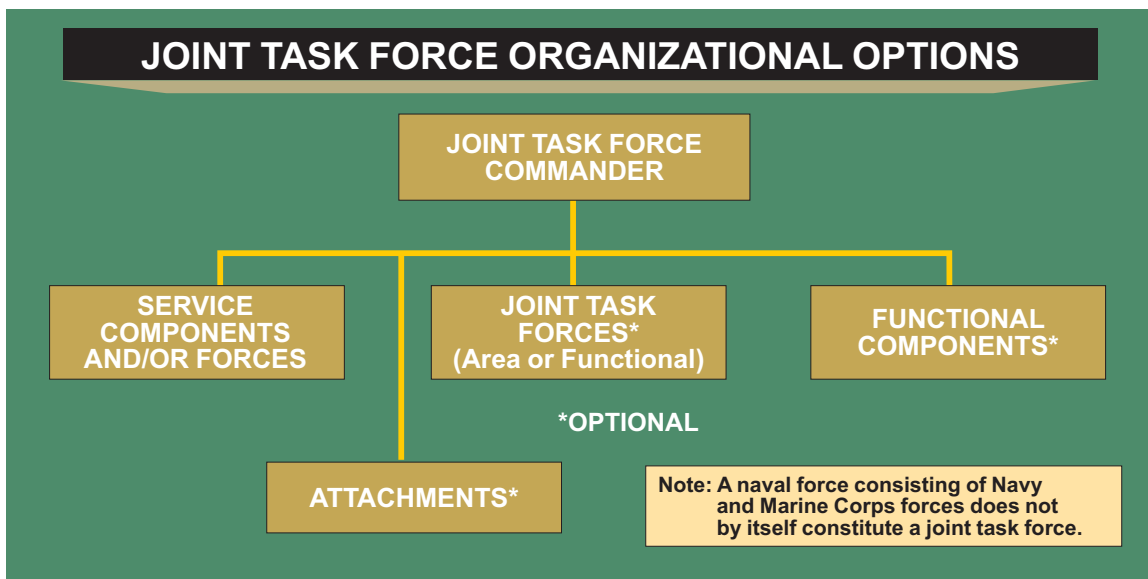 JOINT TASK FORCE ORGANIZATIONAL OPTIONS
JOINT TASK FORCE
COMMANDER
SERVICE
COMPONENTS
AND/OR FORCES
JOINT TASK
FORCES*
(Area or Functional)
FUNCTIONAL
COMPONENTS*
*OPTIONAL
ATTACHMENTS*
Note: A naval force consisting of Navy
and Marine Corps forces does not
by itself constitute a joint task force.